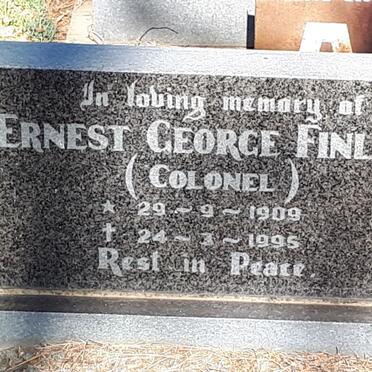 In loving memory of
ERNEST GEORGE FINL
(COLONEL)
* 29 ~ 9 ~ 1909
† 24 ~ 3 ~ 1995
Rest in Peace.